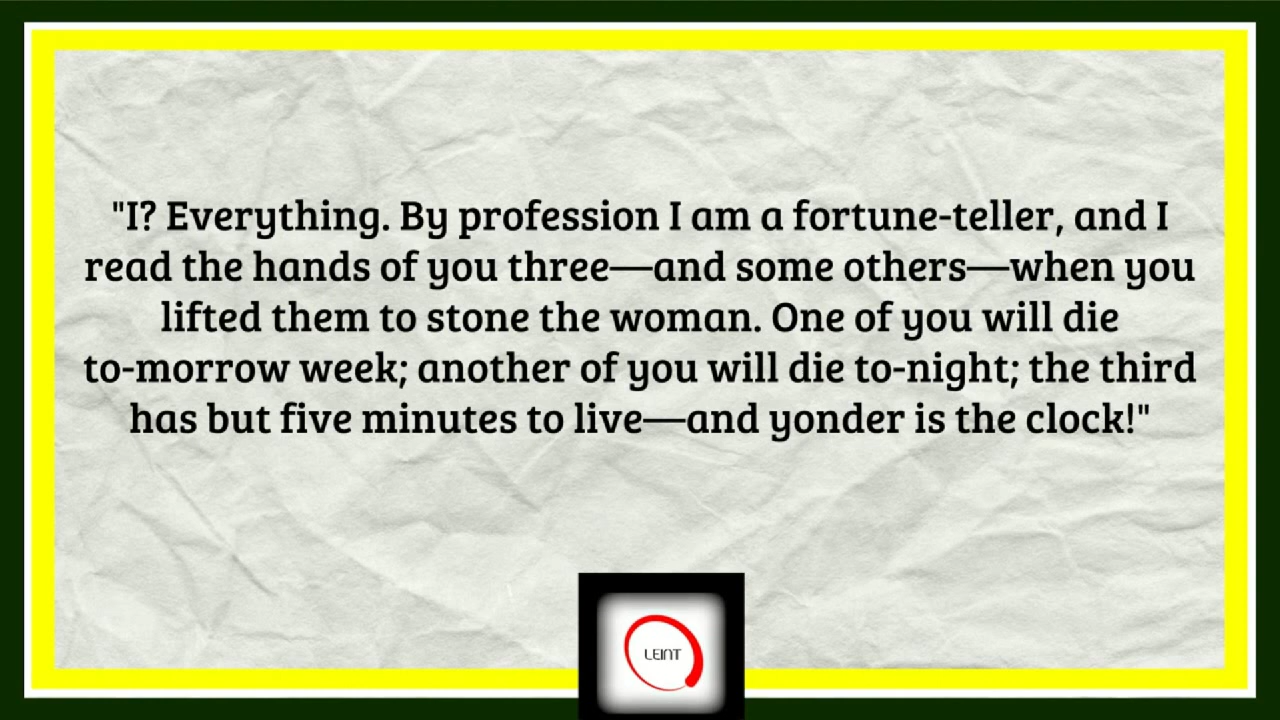 "I? Everything. By profession I am a fortune-teller, and I
read the hands of you three—and some others—when you
lifted them to stone the woman. One of you will die
to-morrow week; another of you will die to-night; the third
has but five minutes to live—and yonder is the clock!"
LEINT